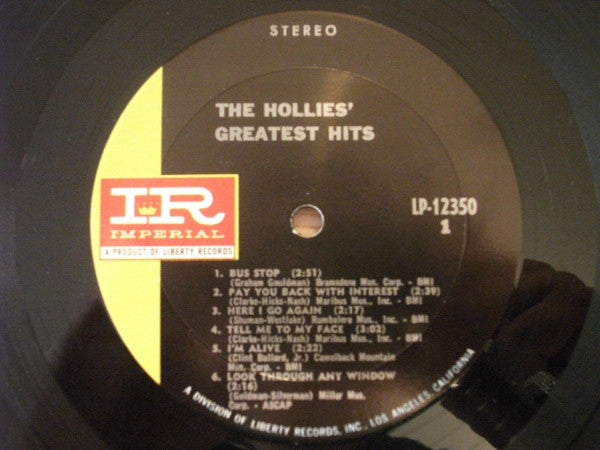 STEREO
THE HOLLIES'
GREATEST HITS
IR
IMPERIAL
A PRODUCT OF LIBERTY RECORDS
LP-12350
1
1. BUS STOP (2:51)
(Graham Gouldman) Bramsdene Mus. Corp. - BMI
2. PAY YOU BACK WITH INTEREST (2:39)
(Clarke-Hicks-Nash) Maribus Mus., Inc. - BMI
3. HERE I GO AGAIN (2:17)
(Shuman-Westlake) Rumbalero Mus., Inc. - BMI
4. TELL ME TO MY FACE (3:02)
(Clarke-Hicks-Nash) Maribus Mus., Inc. - BMI
5. I'M ALIVE (2:22)
(Clint Ballard, Jr.) Camelback Mountain
Mus. Corp. - BMI
6. LOOK THROUGH ANY WINDOW
(2:16)
(Goldman-Silverman) Miller Mus.
Corp. - ASCAP
A DIVISION OF LIBERTY RECORDS, INC., LOS ANGELES, CALIFORNIA